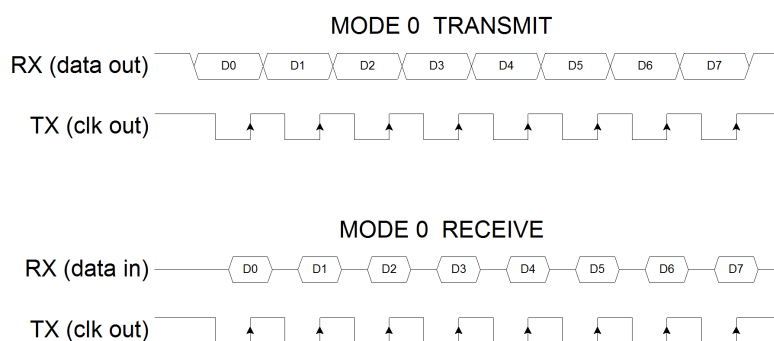 MODE 0 TRANSMIT
RX (data out) D0 D1 D2 D3 D4 D5 D6 D7
TX (clk out)
MODE 0 RECEIVE
RX (data in) D0 D1 D2 D3 D4 D5 D6 D7
TX (clk out)